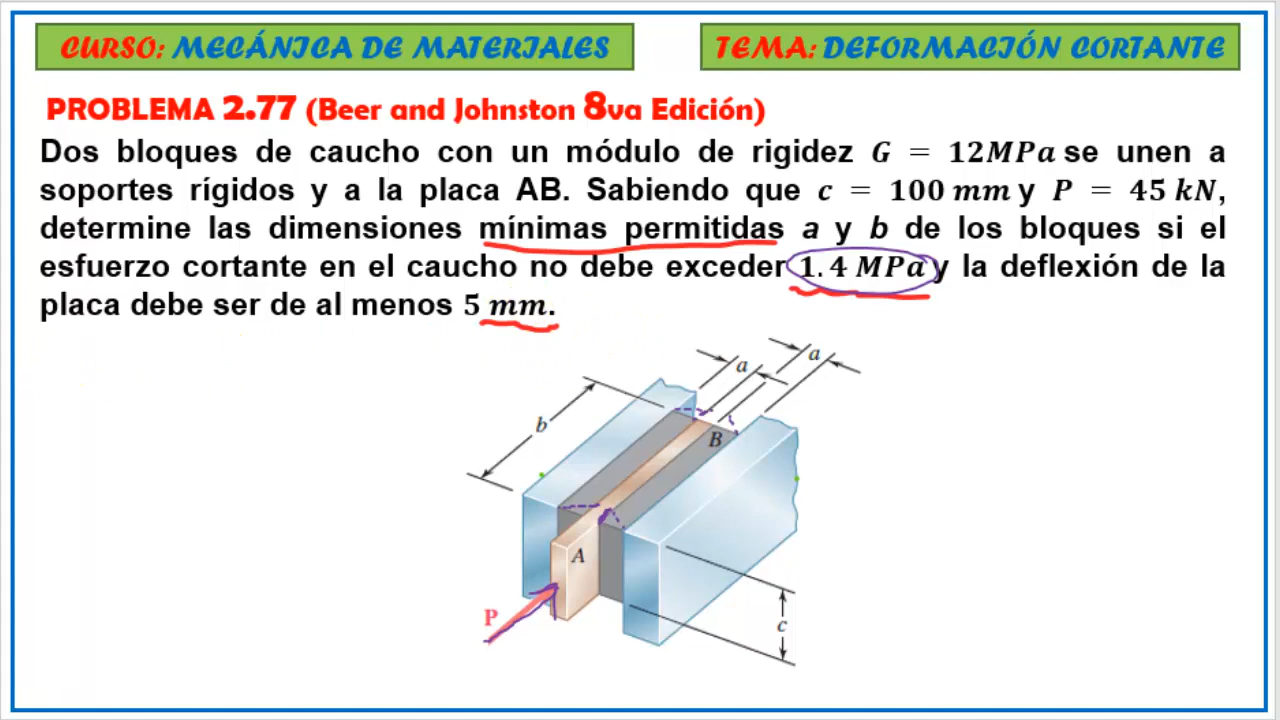 CURSO: MECÁNICA DE MATERIALES
TEMA: DEFORMACIÓN CORTANTE
PROBLEMA 2.77 (Beer and Johnston 8va Edición)
Dos bloques de caucho con un módulo de rigidez G = 12MPa se unen a
soportes rígidos y a la placa AB. Sabiendo que c = 100 mm y P = 45 kN,
determine las dimensiones mínimas permitidas a y b de los bloques si el
esfuerzo cortante en el caucho no debe exceder 1.4 MPa y la deflexión de la
placa debe ser de al menos 5 mm.
a
a
b
B
A
P
c